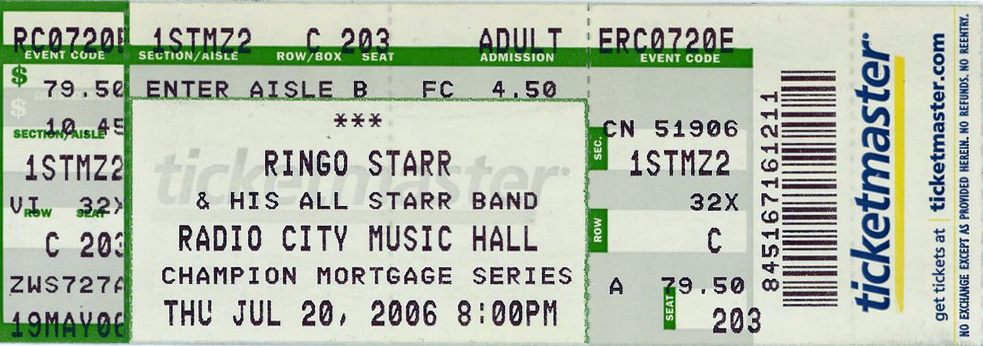 RC0720E
EVENT CODE
$ 79.50
10.45
SECTION/AISLE
1STMZ2
VI 32X
ROW SEAT
C 203
ZWS727A
19MAY06
1STMZ2 C 203 ADULT
SECTION/AISLE ROW/BOX SEAT ADMISSION
ENTER AISLE B FC 4.50
***
ticketmaster
RINGO STARR
& HIS ALL STARR BAND
RADIO CITY MUSIC HALL
CHAMPION MORTGAGE SERIES
THU JUL 20, 2006 8:00PM
ERC0720E
EVENT CODE
CN 51906
SEC.
1STMZ2
32X
ROW
C
A 79.50
SEAT
203
845167161211
ticketmaster
get tickets at ticketmaster.com
NO EXCHANGE EXCEPT AS PROVIDED HEREIN. NO REFUNDS. NO REENTRY.